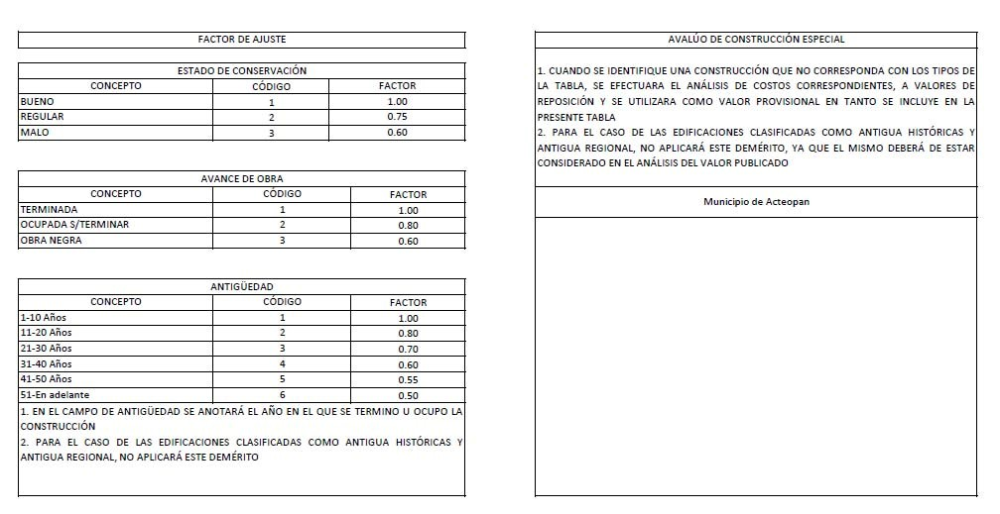 FACTOR DE AJUSTE
ESTADO DE CONSERVACIÓN
CONCEPTO CÓDIGO FACTOR
BUENO 1 1.00
REGULAR 2 0.75
MALO 3 0.60
AVANCE DE OBRA
CONCEPTO CÓDIGO FACTOR
TERMINADA 1 1.00
OCUPADA S/TERMINAR 2 0.80
OBRA NEGRA 3 0.60
ANTIGÜEDAD
CONCEPTO CÓDIGO FACTOR
1-10 Años 1 1.00
11-20 Años 2 0.80
21-30 Años 3 0.70
31-40 Años 4 0.60
41-50 Años 5 0.55
51-En adelante 6 0.50
1. EN EL CAMPO DE ANTIGÜEDAD SE ANOTARÁ EL AÑO EN EL QUE SE TERMINO U OCUPO LA
CONSTRUCCIÓN
2. PARA EL CASO DE LAS EDIFICACIONES CLASIFICADAS COMO ANTIGUA HISTÓRICAS Y
ANTIGUA REGIONAL, NO APLICARÁ ESTE DEMÉRITO
AVALÚO DE CONSTRUCCIÓN ESPECIAL
1. CUANDO SE IDENTIFIQUE UNA CONSTRUCCIÓN QUE NO CORRESPONDA CON LOS TIPOS DE
LA TABLA, SE EFECTUARA EL ANÁLISIS DE COSTOS CORRESPONDIENTES, A VALORES DE
REPOSICIÓN Y SE UTILIZARA COMO VALOR PROVISIONAL EN TANTO SE INCLUYE EN LA
PRESENTE TABLA
2. PARA EL CASO DE LAS EDIFICACIONES CLASIFICADAS COMO ANTIGUA HISTÓRICAS Y
ANTIGUA REGIONAL, NO APLICARÁ ESTE DEMÉRITO, YA QUE EL MISMO DEBERÁ DE ESTAR
CONSIDERADO EN EL ANÁLISIS DEL VALOR PUBLICADO
Municipio de Acteopan